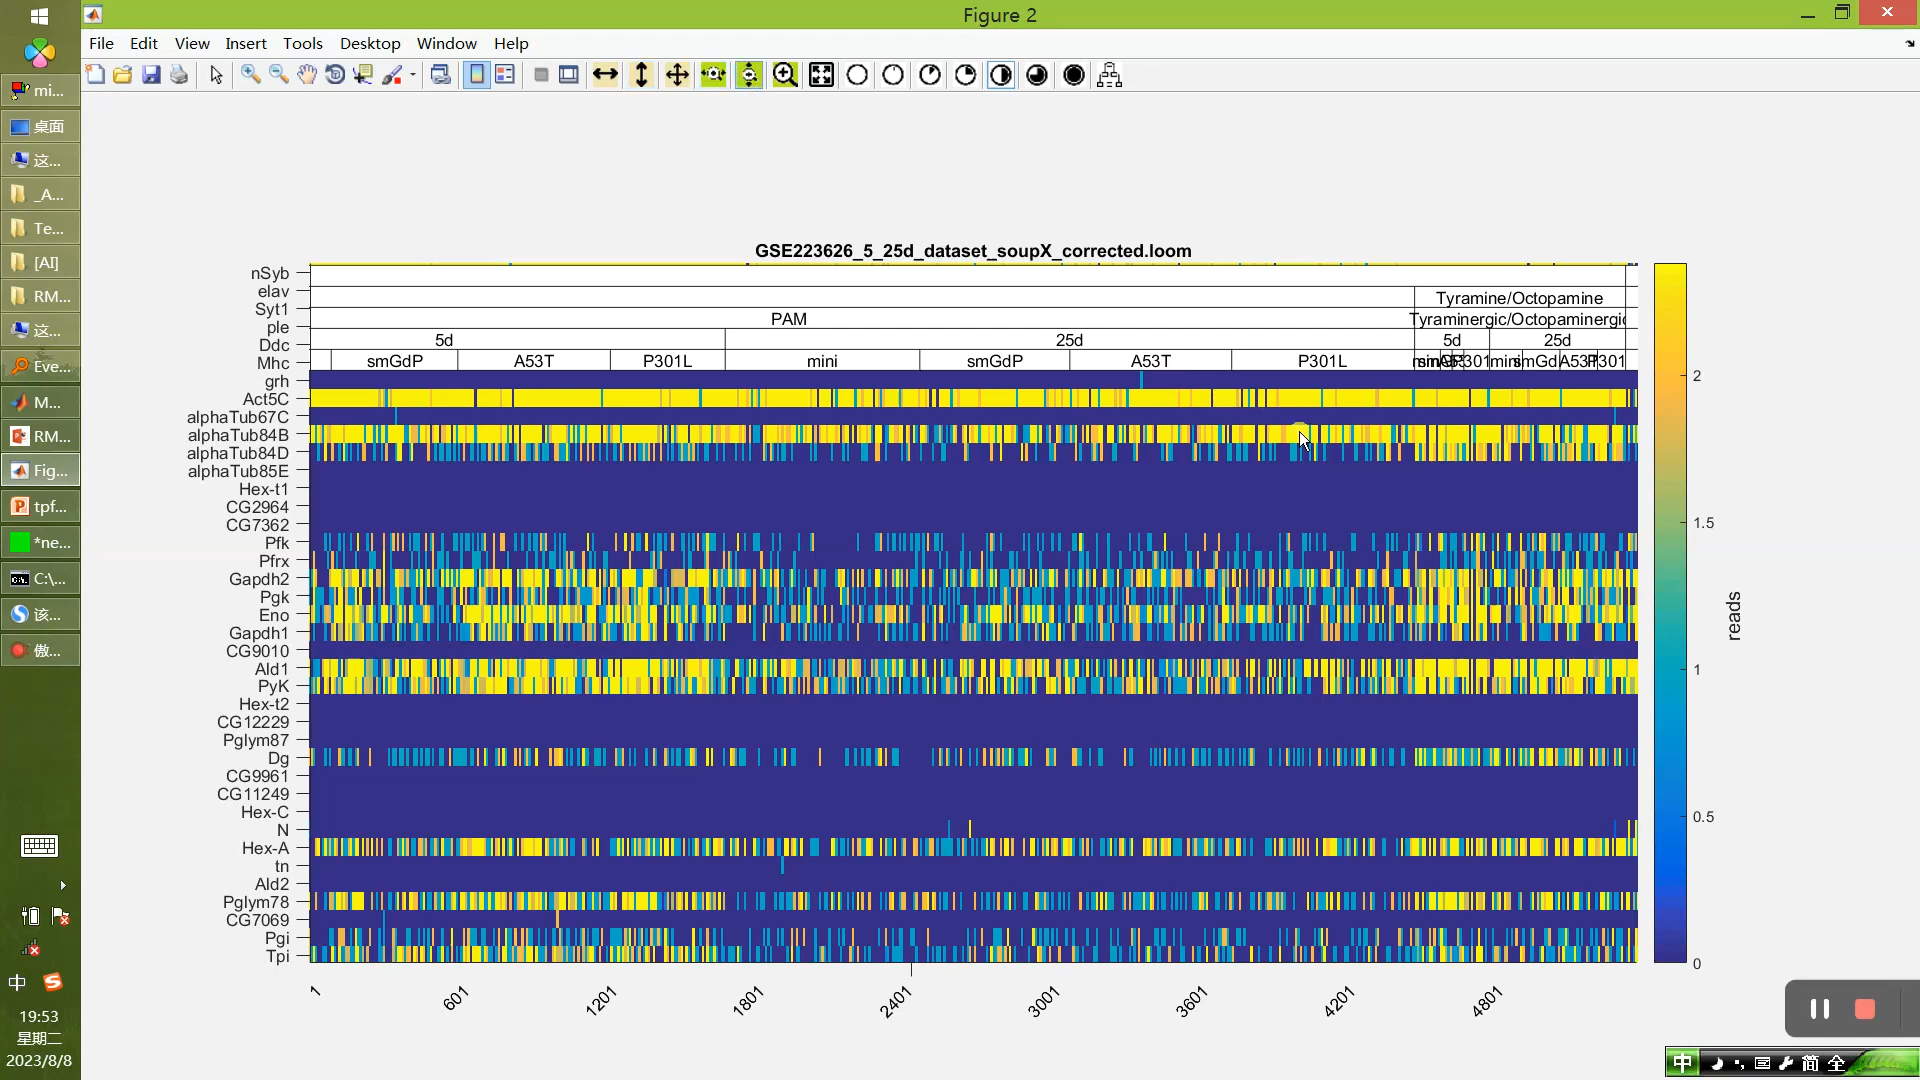 Figure 2
File Edit View Insert Tools Desktop Window Help
mi...
桌面
这...
_A...
Te...
[AI]
RM...
这...
Eve...
M...
RM...
Fig...
tpf...
*ne...
C:\...
该...
傲...
中
19:53
星期二
2023/8/8
GSE223626_5_25d_dataset_soupX_corrected.loom
nSyb
elav
Syt1
ple
Ddc
Mhc
grh
Act5C
alphaTub67C
alphaTub84B
alphaTub84D
alphaTub85E
Hex-t1
CG2964
CG7362
Pfk
Pfrx
Gapdh2
Pgk
Eno
Gapdh1
CG9010
Ald1
PyK
Hex-t2
CG12229
Pglym87
Dg
CG9961
CG11249
Hex-C
N
Hex-A
tn
Ald2
Pglym78
CG7069
Pgi
Tpi
Tyramine/Octopamine
PAM Tyraminergic/Octopaminergic
5d 25d 5d 25d
smGdP A53T P301L mini smGdP A53T P301L
1 601 1201 1801 2401 3001 3601 4201 4801
2
1.5
1
0.5
0
reads
中 简 全